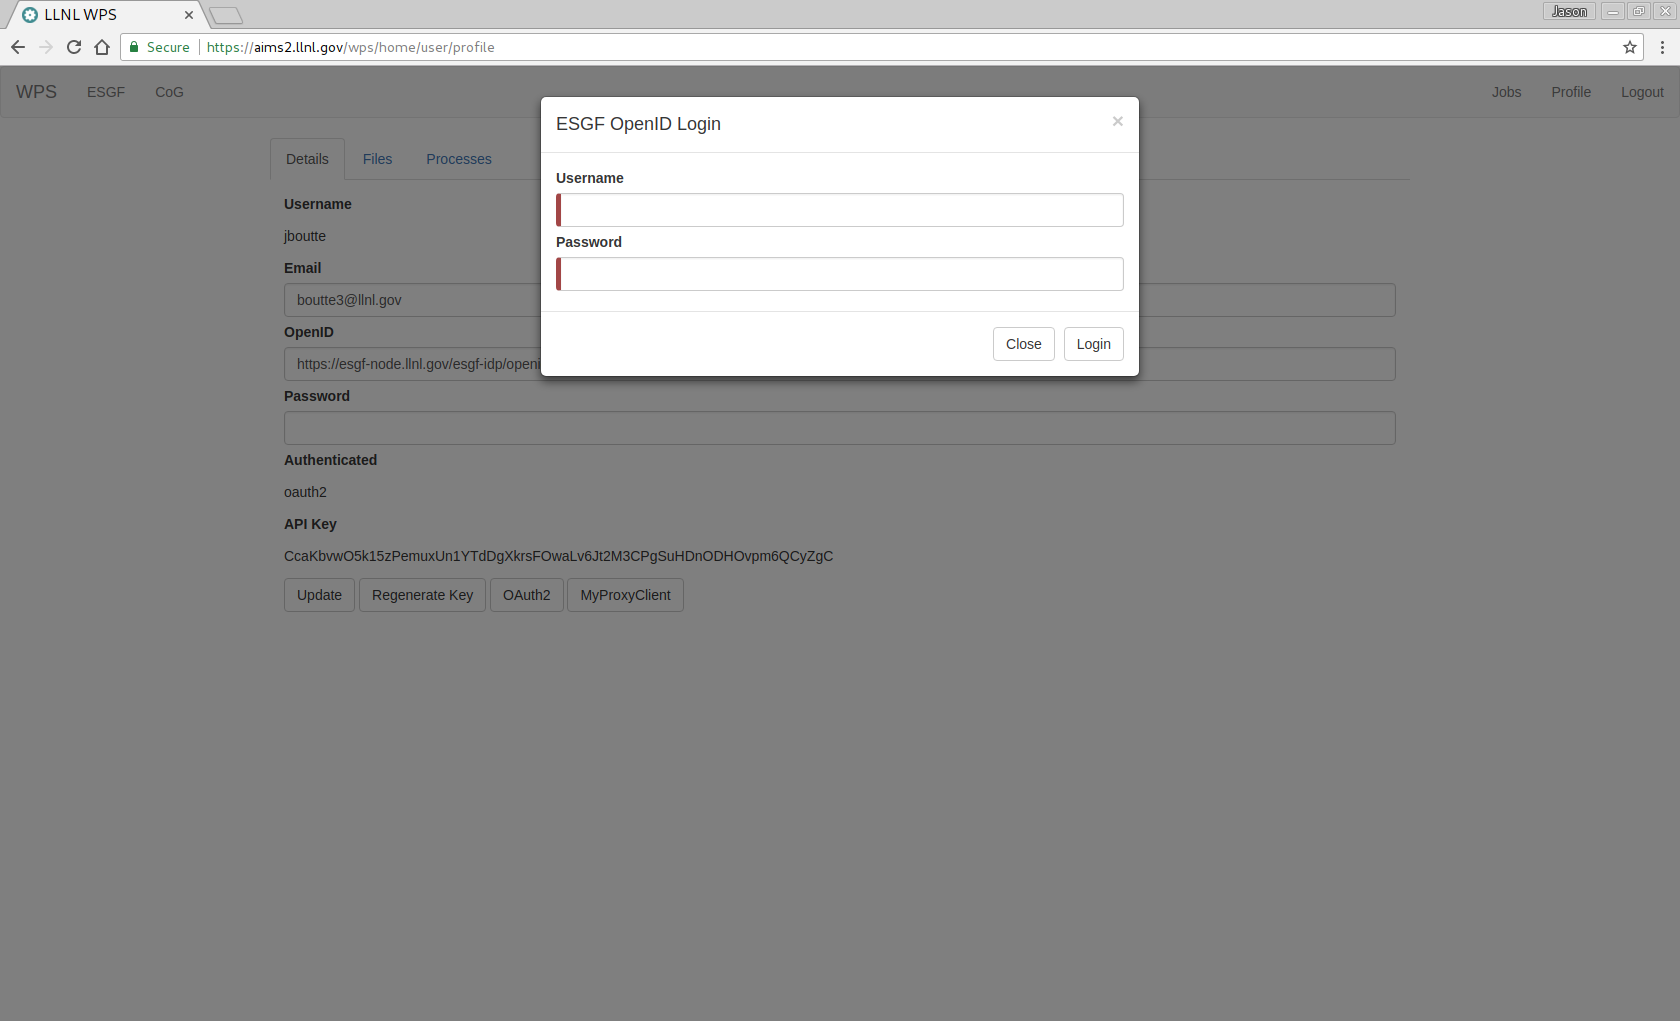 LLNL WPS
Jason
Secure https://aims2.llnl.gov/wps/home/user/profile
WPS ESGF CoG Jobs Profile Logout
ESGF OpenID Login
Username
Password
Close Login
Details Files Processes
Username
jboutte
Email
boutte3@llnl.gov
OpenID
https://esgf-node.llnl.gov/esgf-idp/openi
Password
Authenticated
oauth2
API Key
CcaKbvwO5k15zPemuxUn1YTdDgXkrsFOwaLv6Jt2M3CPgSuHDnODHOvpm6QCyZgC
Update Regenerate Key OAuth2 MyProxyClient